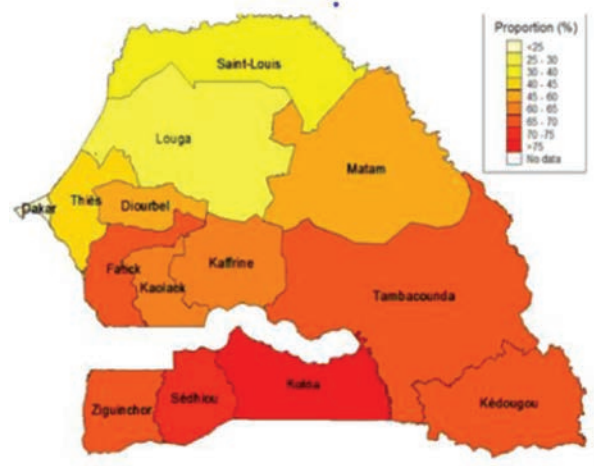 Proportion (%)
<25
25 - 30
30 - 40
40 - 45
45 - 60
60 - 65
65 - 70
70 -75
>75
No data
Saint-Louis
Louga
Matam
Dakar
Thiès
Diourbel
Fatick
Kaolack
Kaffrine
Tambacounda
Ziguinchor
Sédhiou
Kolda
Kédougou